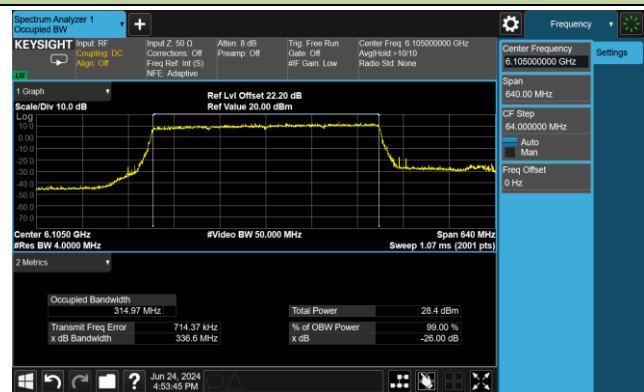 Spectrum Analyzer 1
Occupied BW
Frequency
KEYSIGHT
Input: RF
Coupling: DC
Align: Off
Input Z: 50 Ω
Corrections: Off
Freq Ref: Int (S)
NFE: Adaptive
Atten: 8 dB
Preamp: Off
Trig: Free Run
Gate: Off
#IF Gain: Low
Center Freq: 6.105000000 GHz
Avg|Hold:>10/10
Radio Std: None
Center Frequency
6.105000000 GHz
Settings
Span
640.00 MHz
CF Step
64.000000 MHz
Auto
Man
Freq Offset
0 Hz
1 Graph
Scale/Div 10.0 dB
Ref Lvl Offset 22.20 dB
Ref Value 20.00 dBm
Log
10.0
0.00
-10.0
-20.0
-30.0
-40.0
-50.0
-60.0
-70.0
Center 6.1050 GHz
#Res BW 4.0000 MHz
#Video BW 50.000 MHz
Span 640 MHz
Sweep 1.07 ms (2001 pts)
2 Metrics
Occupied Bandwidth
314.97 MHz
Total Power 28.4 dBm
Transmit Freq Error 714.37 kHz
% of OBW Power 99.00 %
x dB Bandwidth 336.6 MHz
x dB -26.00 dB
Jun 24, 2024
4:53:45 PM